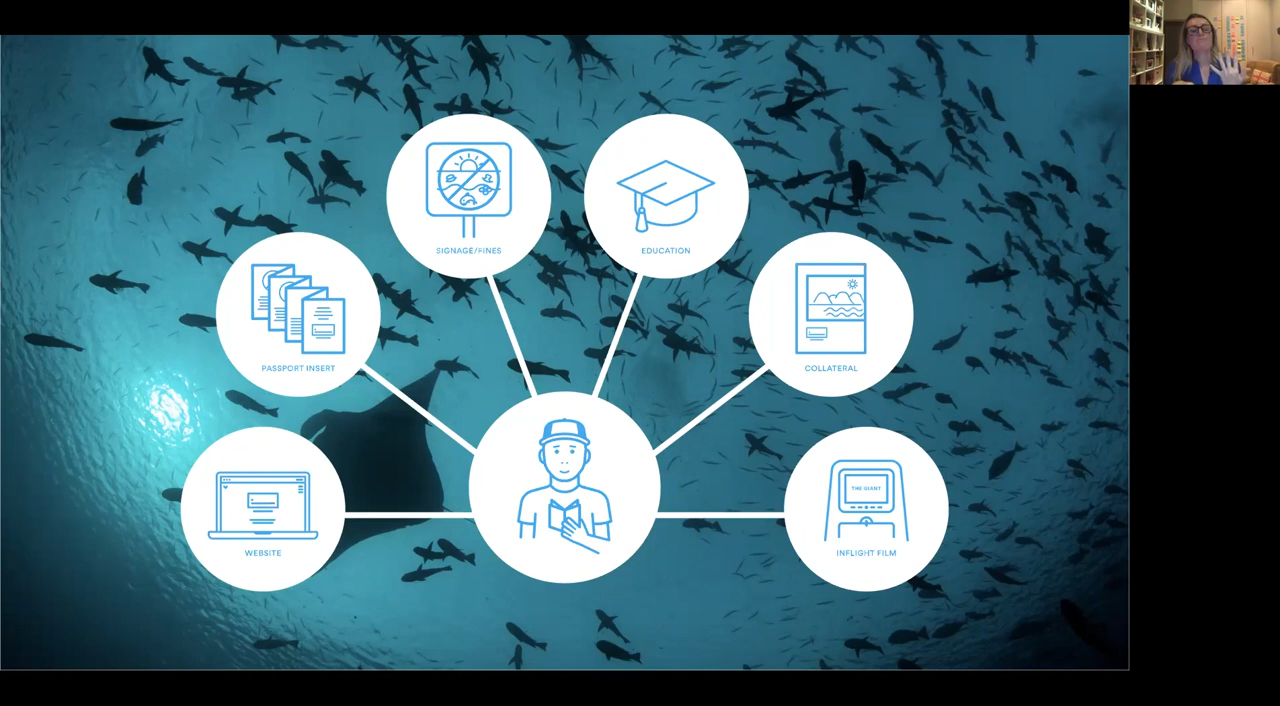 SIGNAGE/FINES
EDUCATION
PASSPORT INSERT
COLLATERAL
WEBSITE
THE GIANT
INFLIGHT FILM